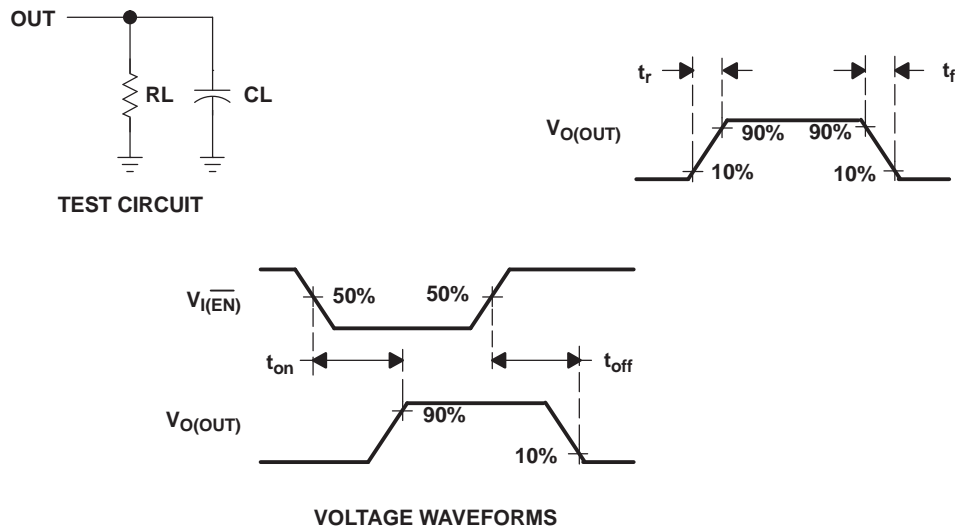 OUT
RL
CL
TEST CIRCUIT
tr
tf
VO(OUT)
90%
90%
10%
10%
VI(E̅N̅)
50%
50%
ton
toff
VO(OUT)
90%
10%
VOLTAGE WAVEFORMS